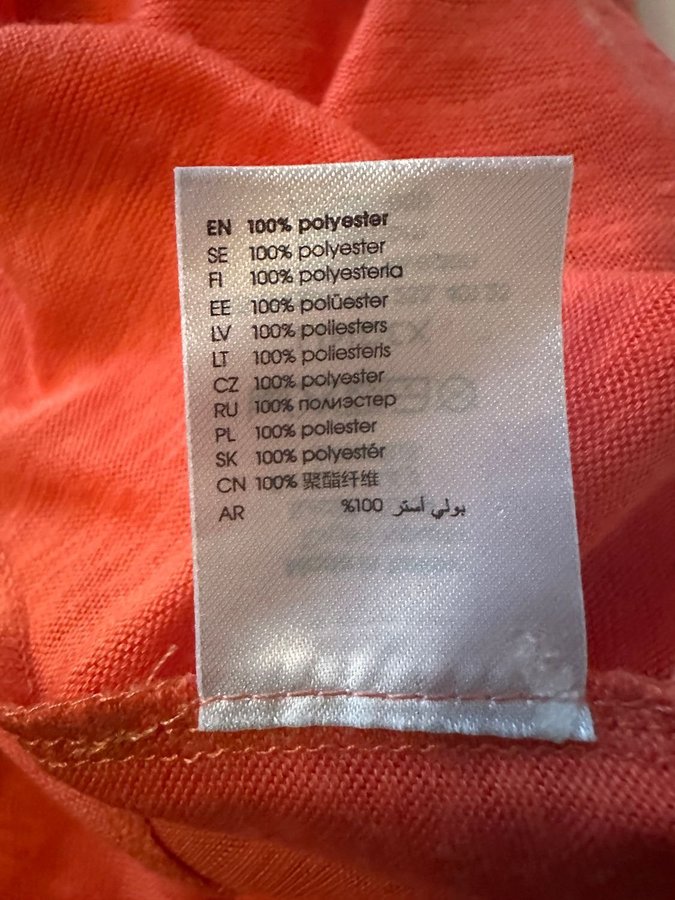 EN 100% polyester
SE 100% polyester
FI 100% polyesteria
EE 100% polüester
LV 100% poliesters
LT 100% poliesteris
CZ 100% polyester
RU 100% полиэстер
PL 100% poliester
SK 100% polyestér
CN 100% 聚酯纤维
AR بولي أستر 100%